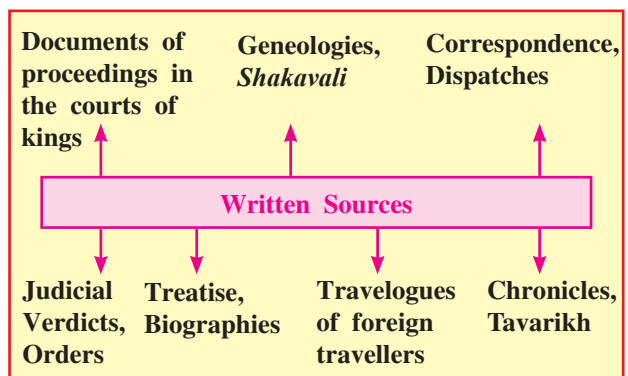 Documents of
proceedings in
the courts of
kings
Geneologies,
Shakavali
Correspondence,
Dispatches
Written Sources
Judicial
Verdicts,
Orders
Treatise,
Biographies
Travelogues
of foreign
travellers
Chronicles,
Tavarikh